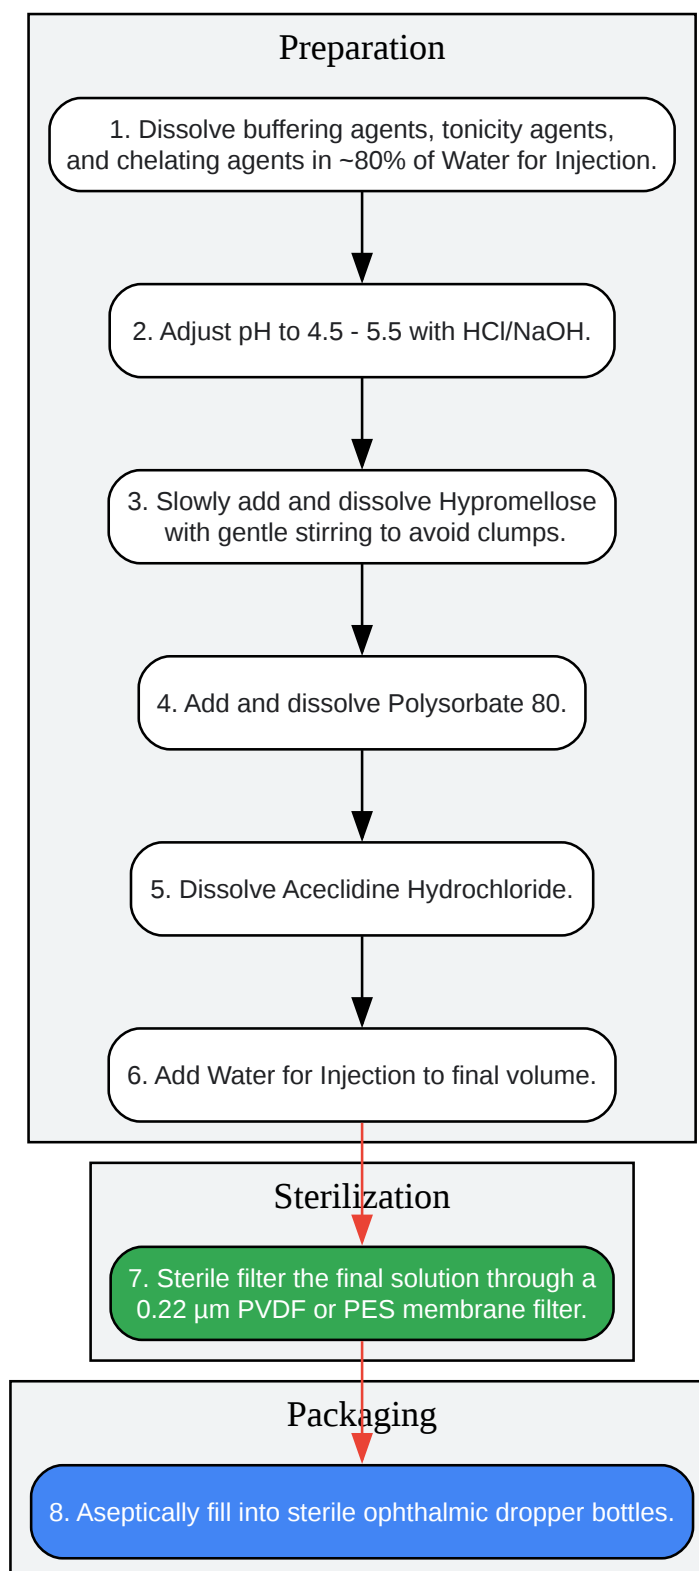 Preparation
1. Dissolve buffering agents, tonicity agents,
and chelating agents in ~80% of Water for Injection.
2. Adjust pH to 4.5 - 5.5 with HCl/NaOH.
3. Slowly add and dissolve Hypromellose
with gentle stirring to avoid clumps.
4. Add and dissolve Polysorbate 80.
5. Dissolve Aceclidine Hydrochloride.
6. Add Water for Injection to final volume.
Sterilization
7. Sterile filter the final solution through a
0.22 µm PVDF or PES membrane filter.
Packaging
8. Aseptically fill into sterile ophthalmic dropper bottles.